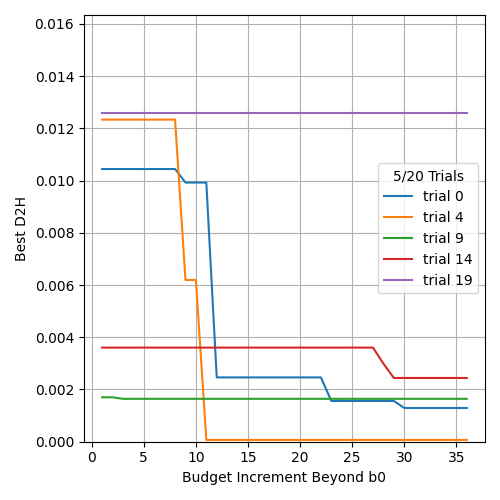 0.016
0.014
0.012
0.010
0.008
0.006
0.004
0.002
0.000
Best D2H
5/20 Trials
trial 0
trial 4
trial 9
trial 14
trial 19
0 5 10 15 20 25 30 35
Budget Increment Beyond b0